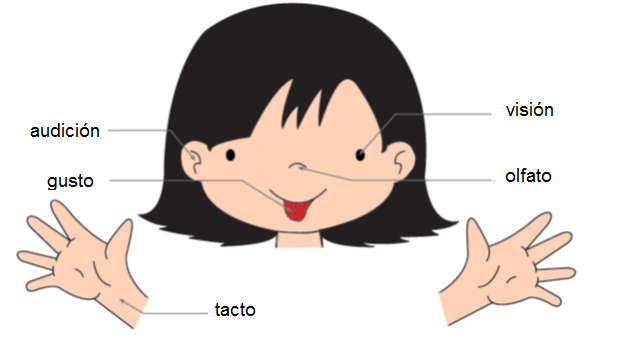 visión
audición
olfato
gusto
tacto